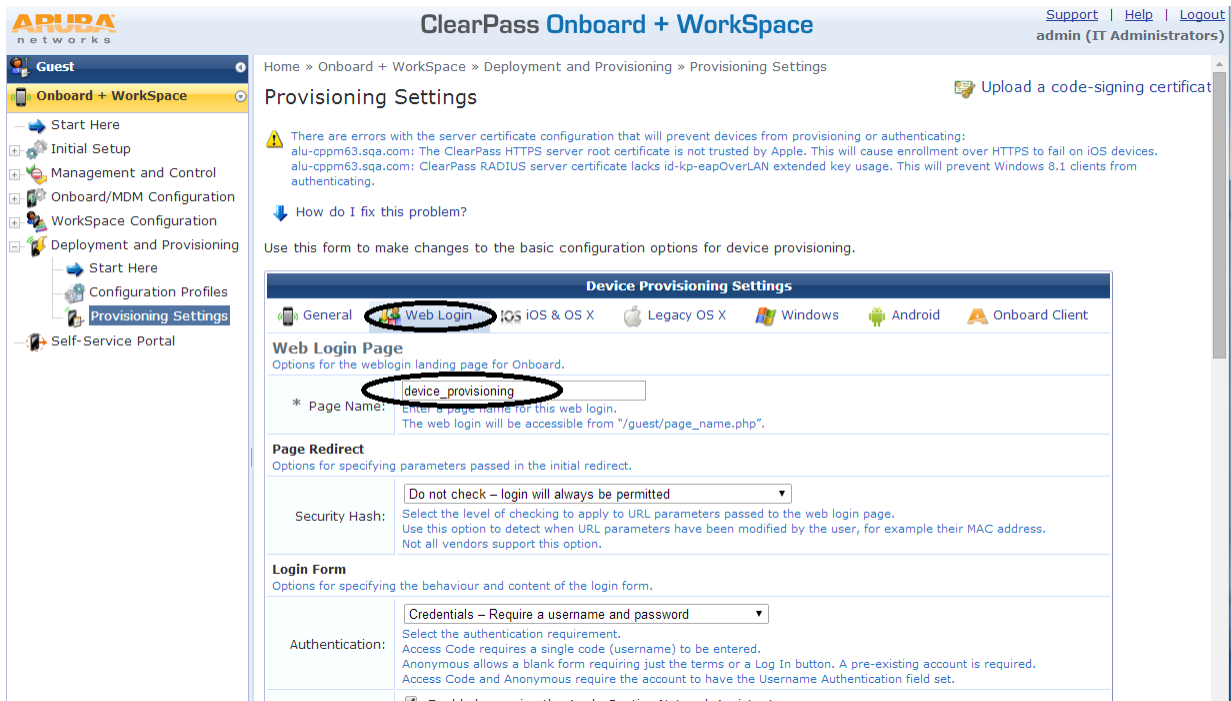 ARUBA
networks
ClearPass Onboard + WorkSpace
Support | Help | Logout
admin (IT Administrators)
Guest
Onboard + WorkSpace
Start Here
Initial Setup
Management and Control
Onboard/MDM Configuration
WorkSpace Configuration
Deployment and Provisioning
Start Here
Configuration Profiles
Provisioning Settings
Self-Service Portal
Home » Onboard + WorkSpace » Deployment and Provisioning » Provisioning Settings
Provisioning Settings
Upload a code-signing certificat
There are errors with the server certificate configuration that will prevent devices from provisioning or authenticating:
alu-cppm63.sqa.com: The ClearPass HTTPS server root certificate is not trusted by Apple. This will cause enrollment over HTTPS to fail on iOS devices.
alu-cppm63.sqa.com: ClearPass RADIUS server certificate lacks id-kp-eapOverLAN extended key usage. This will prevent Windows 8.1 clients from
authenticating.
How do I fix this problem?
Use this form to make changes to the basic configuration options for device provisioning.
Device Provisioning Settings
General
Web Login
iOS iOS & OS X
Legacy OS X
Windows
Android
Onboard Client
Web Login Page
Options for the weblogin landing page for Onboard.
* Page Name:
device_provisioning
Enter a page name for this web login.
The web login will be accessible from "/guest/page_name.php".
Page Redirect
Options for specifying parameters passed in the initial redirect.
Security Hash:
Do not check – login will always be permitted
Select the level of checking to apply to URL parameters passed to the web login page.
Use this option to detect when URL parameters have been modified by the user, for example their MAC address.
Not all vendors support this option.
Login Form
Options for specifying the behaviour and content of the login form.
Authentication:
Credentials – Require a username and password
Select the authentication requirement.
Access Code requires a single code (username) to be entered.
Anonymous allows a blank form requiring just the terms or a Log In button. A pre-existing account is required.
Access Code and Anonymous require the account to have the Username Authentication field set.